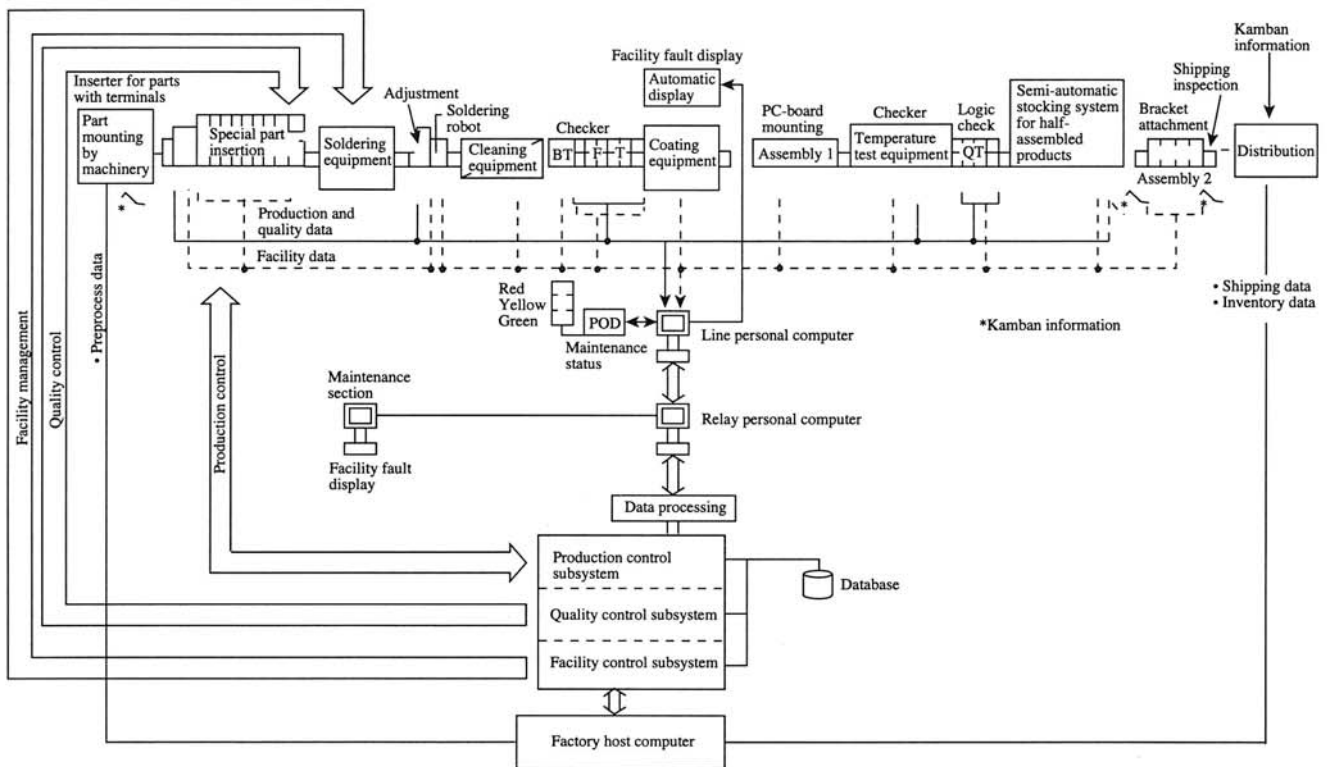 Kamban
information
Facility fault display
Shipping
inspection
Inserter for parts
with terminals
Automatic
display
PC-board
mounting
Semi-automatic
stocking system
for half-
assembled
products
Adjustment
Soldering
robot
Checker
Logic
check
Bracket
attachment
Part
mounting
by
machinery
Special part
insertion
Soldering
equipment
Cleaning
equipment
Checker
BT
F
T
Coating
equipment
Assembly 1
Temperature
test equipment
QT
Distribution
Assembly 2
*
*
*
Production and
quality data
Facility data
• Preprocess data
Red
Yellow
Green
POD
Maintenance
status
Line personal computer
*Kamban information
• Shipping data
• Inventory data
Facility management
Quality control
Production control
Maintenance
section
Relay personal computer
Facility fault
display
Data processing
Production control
subsystem
Database
Quality control subsystem
Facility control subsystem
Factory host computer